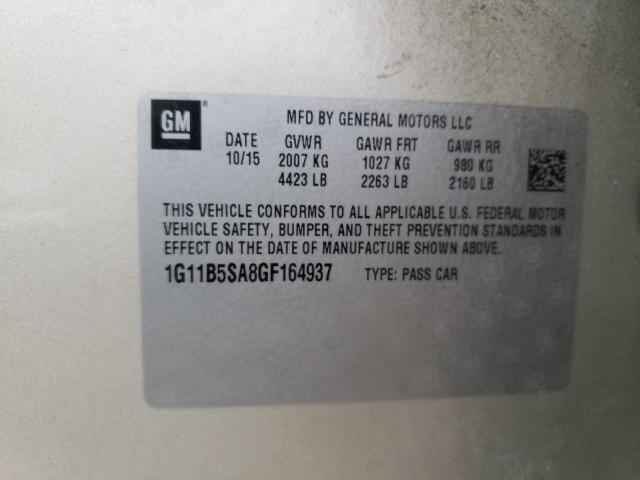 GM®
MFD BY GENERAL MOTORS LLC
DATE GVWR GAWR FRT GAWR RR
10/15 2007 KG 1027 KG 980 KG
4423 LB 2263 LB 2160 LB
THIS VEHICLE CONFORMS TO ALL APPLICABLE U.S. FEDERAL MOTOR
VEHICLE SAFETY, BUMPER, AND THEFT PREVENTION STANDARDS IN
EFFECT ON THE DATE OF MANUFACTURE SHOWN ABOVE.
1G11B5SA8GF164937 TYPE: PASS CAR